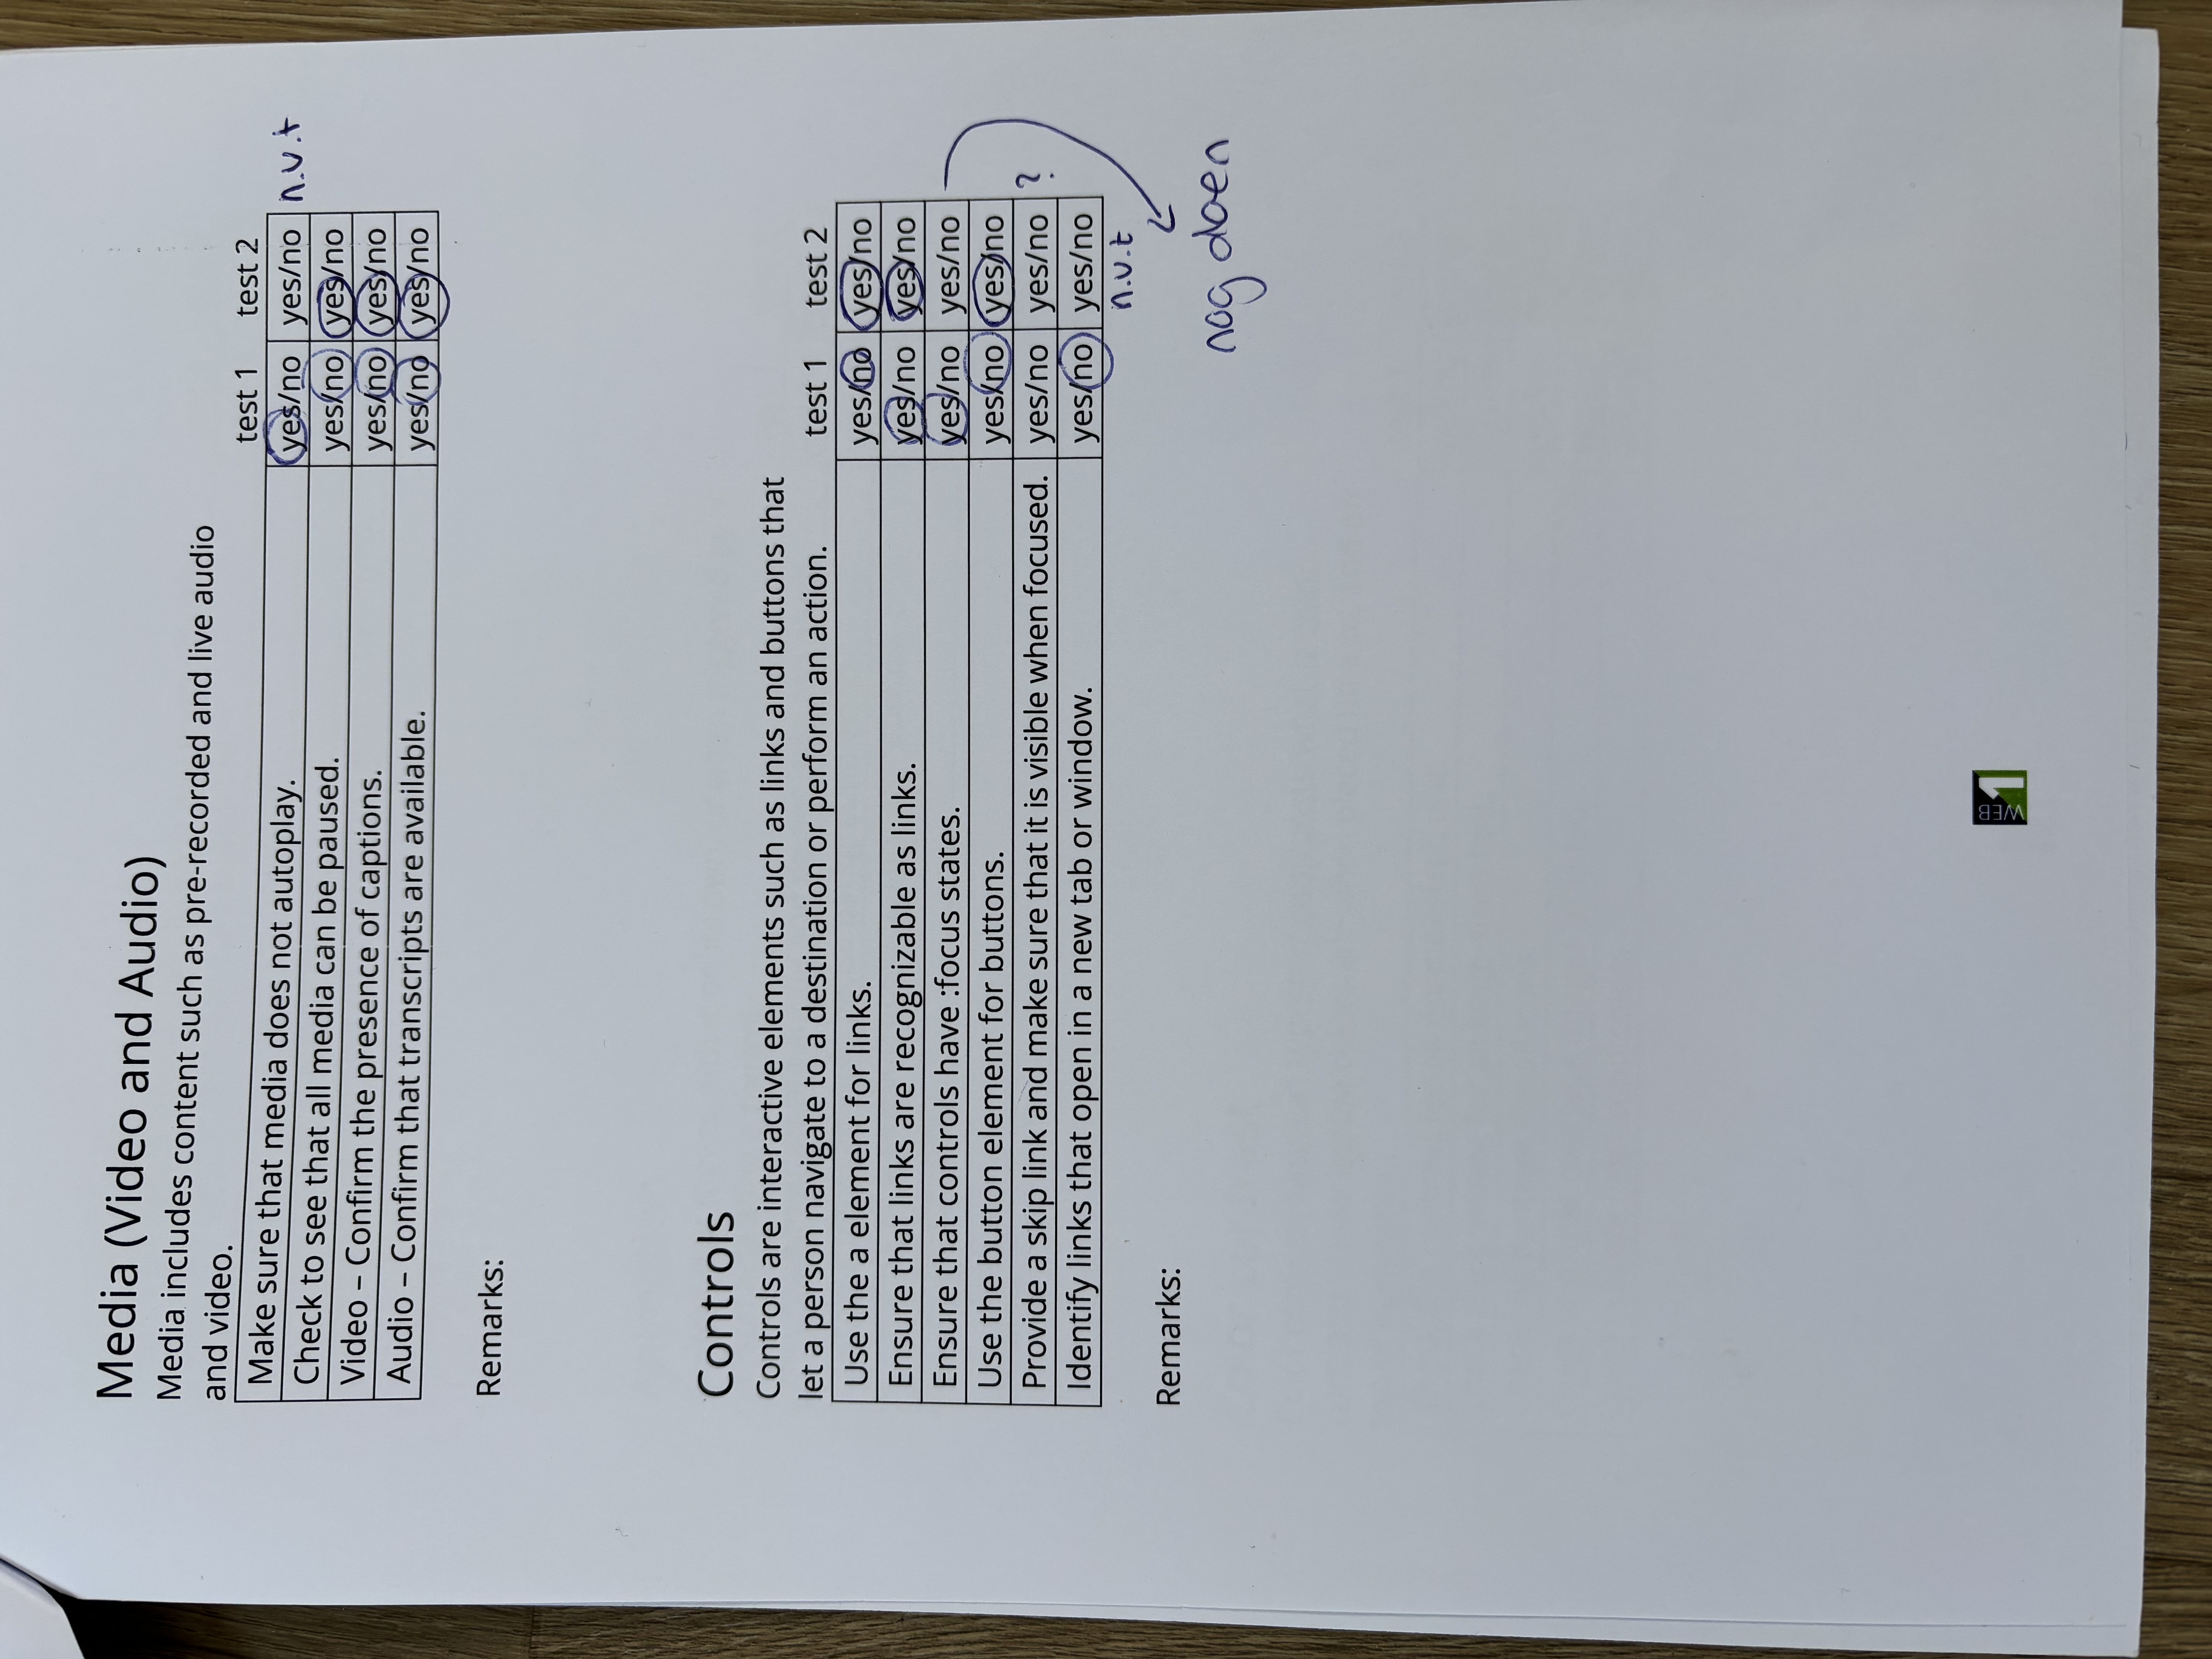 Media (Video and Audio)
Media includes content such as pre-recorded and live audio
and video.
test 1 test 2
Make sure that media does not autoplay. yes/no yes/no n.v.t
Check to see that all media can be paused. yes/no yes/no
Video – Confirm the presence of captions. yes/no yes/no
Audio – Confirm that transcripts are available. yes/no yes/no
Remarks:
Controls
Controls are interactive elements such as links and buttons that
let a person navigate to a destination or perform an action. test 1 test 2
Use the a element for links. yes/no yes/no
Ensure that links are recognizable as links. yes/no yes/no
Ensure that controls have :focus states. yes/no yes/no
Use the button element for buttons. yes/no yes/no
Provide a skip link and make sure that it is visible when focused. yes/no yes/no ?
Identify links that open in a new tab or window. yes/no yes/no
n.v.t
Remarks:
nog doen
WEB 1